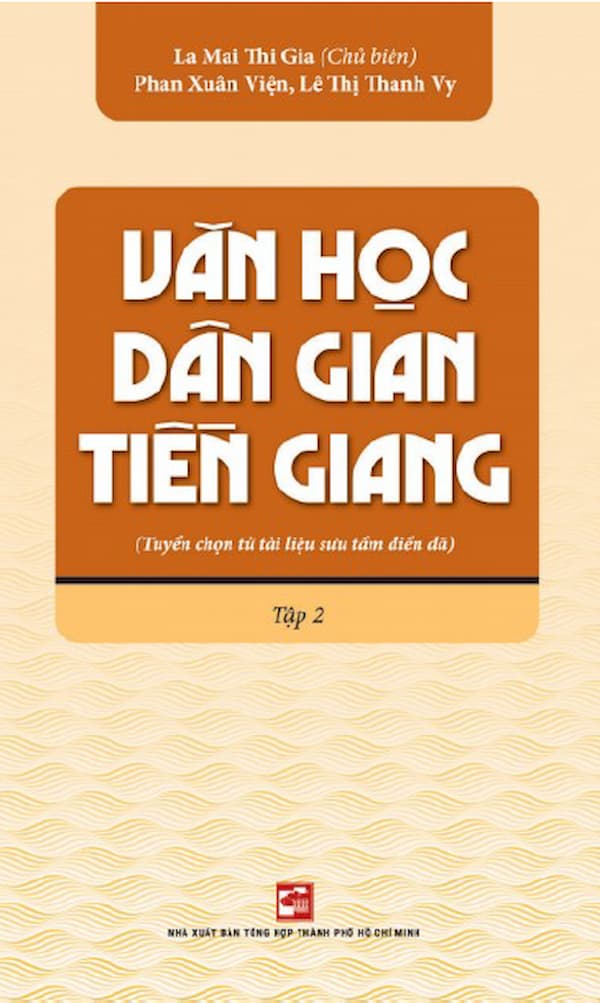 La Mai Thi Gia (Chủ biên)
Phan Xuân Viện, Lê Thị Thanh Vy
VĂN HỌC
DÂN GIAN
TIỀN GIANG
(Tuyển chọn từ tài liệu sưu tầm điền dã)
Tập 2
NHÀ XUẤT BẢN TỔNG HỢP THÀNH PHỐ HỒ CHÍ MINH